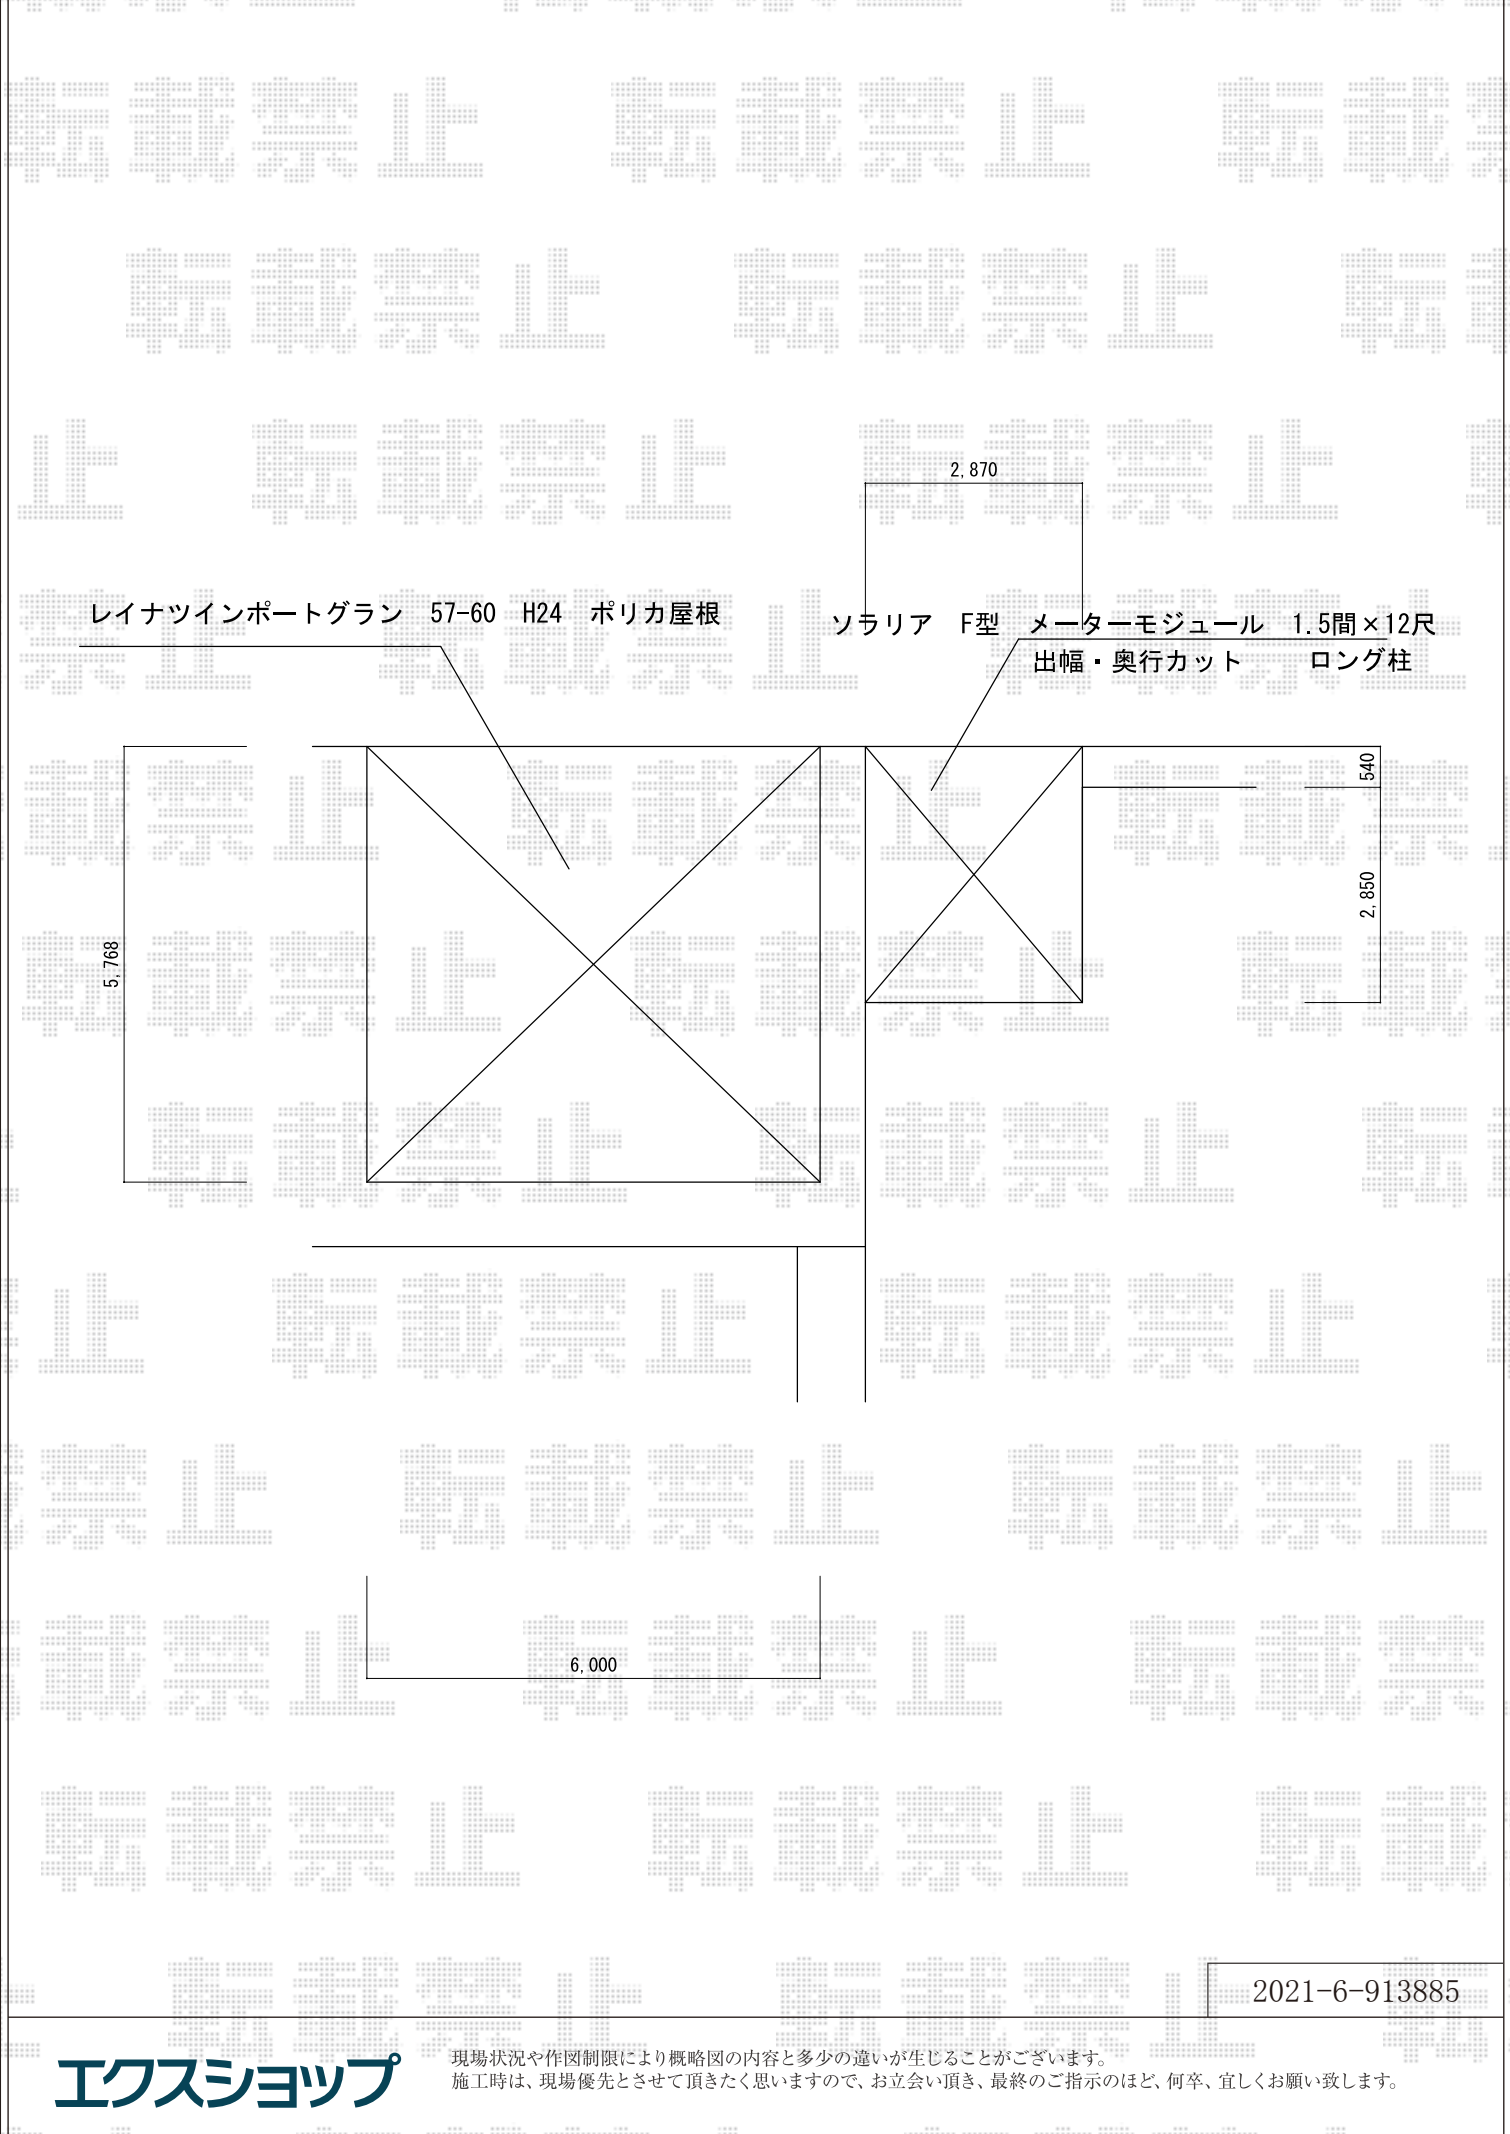 2,870
レイナツインポートグラン 57-60 H24 ポリカ屋根
ソラリア F型 メーターモジュール 1.5間×12尺
出幅・奥行カット ロング柱
540
2,850
5,768
6,000
2021-6-913885
エクスショップ
現場状況や作図制限により概略図の内容と多少の違いが生じることがございます。
施工時は、現場優先とさせて頂きたく思いますので、お立会い頂き、最終のご指示のほど、何卒、宜しくお願い致します。
転載禁止